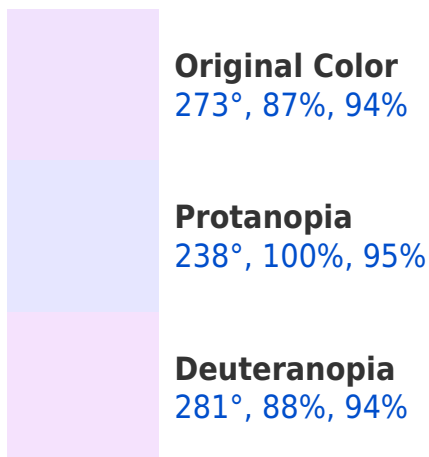 Original Color
273°, 87%, 94%
Protanopia
238°, 100%, 95%
Deuteranopia
281°, 88%, 94%